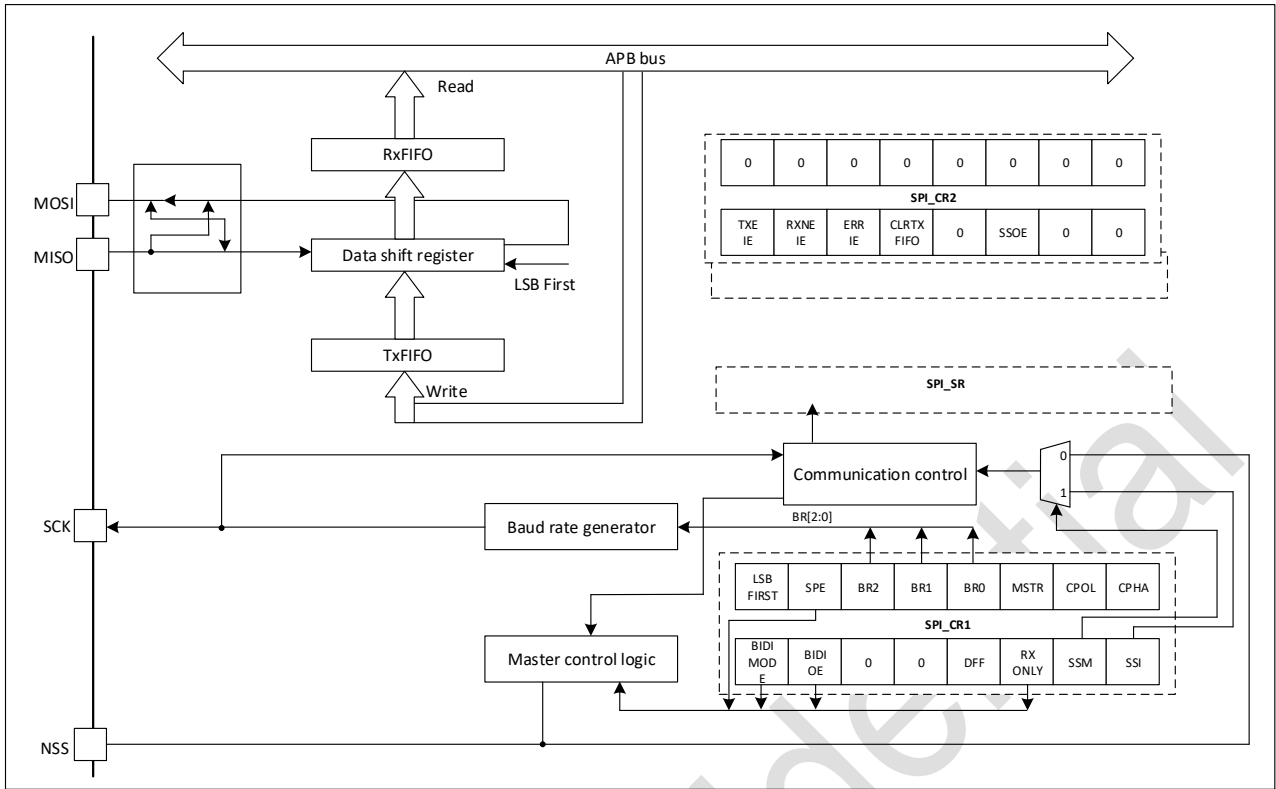 APB bus
Read
RxFIFO
MOSI
MISO
Data shift register
LSB First
TxFIFO
Write
0 0 0 0 0 0 0 0
SPI_CR2
TXE
IE
RXNE
IE
ERR
IE
CLRTX
FIFO
0
SSOE
0
0
SPI_SR
Communication control
0
1
SCK
Baud rate generator
BR[2:0]
LSB
FIRST
SPE
BR2
BR1
BR0
MSTR
CPOL
CPHA
SPI_CR1
Master control logic
BIDI
MOD
E
BIDI
OE
0
0
DFF
RX
ONLY
SSM
SSI
NSS